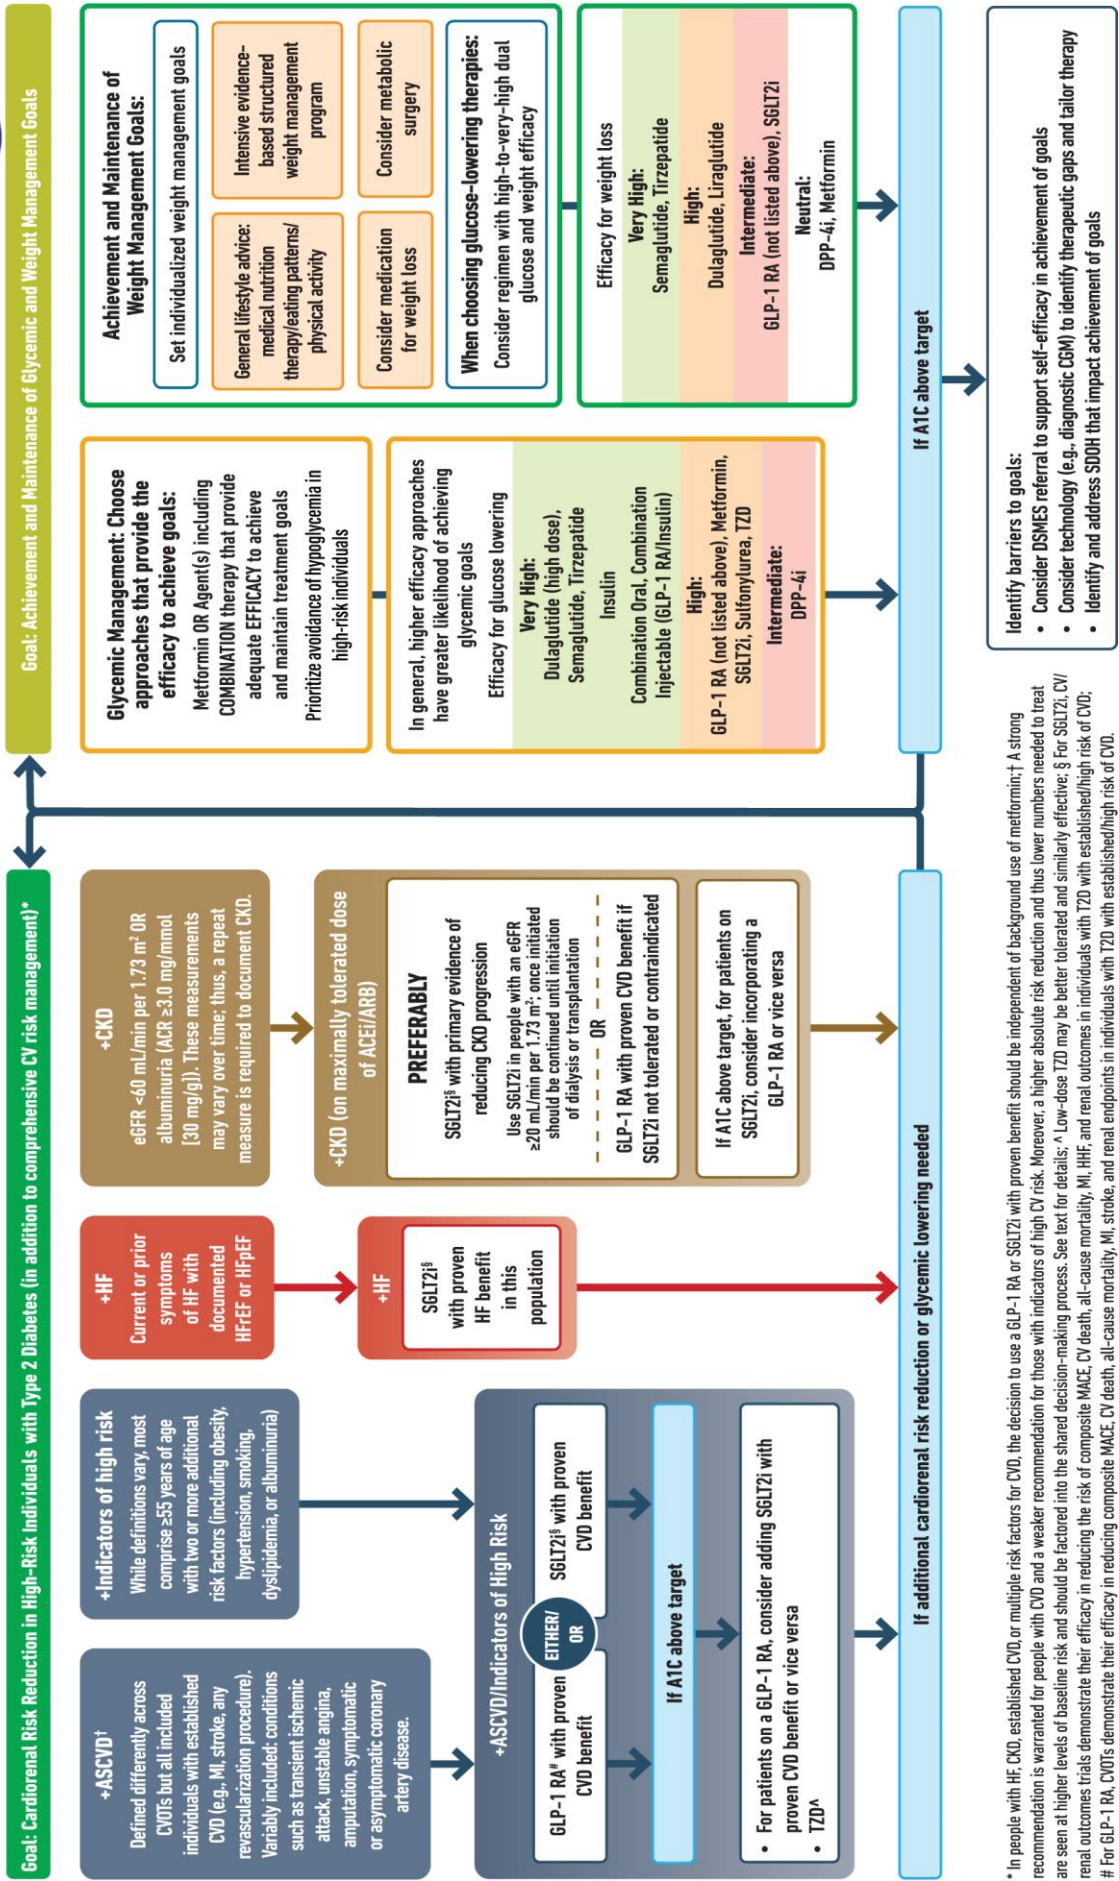 Goal: Cardiorenal Risk Reduction in High-Risk Individuals with Type 2 Diabetes (in addition to comprehensive CV risk management)*
+ASCVD†
Defined differently across
CVOTs but all included
individuals with established
CVD (e.g., MI, stroke, any
revascularization procedure).
Variably included: conditions
such as transient ischemic
attack, unstable angina,
amputation, symptomatic
or asymptomatic coronary
artery disease.
+Indicators of high risk
While definitions vary, most
comprise ≥55 years of age
with two or more additional
risk factors (including obesity,
hypertension, smoking,
dyslipidemia, or albuminuria)
+ASCVD/Indicators of High Risk
GLP-1 RA# with proven
CVD benefit
EITHER/
OR
SGLT2i§ with proven
CVD benefit
If A1C above target
• For patients on a GLP-1 RA, consider adding SGLT2i with
proven CVD benefit or vice versa
• TZD^
+HF
Current or prior
symptoms
of HF with
documented
HFrEF or HFpEF
+HF
SGLT2i§
with proven
HF benefit
in this
population
+CKD
eGFR <60 mL/min per 1.73 m² OR
albuminuria (ACR ≥3.0 mg/mmol
[30 mg/g]). These measurements
may vary over time; thus, a repeat
measure is required to document CKD.
+CKD (on maximally tolerated dose
of ACEi/ARB)
PREFERABLY
SGLT2i§ with primary evidence of
reducing CKD progression
Use SGLT2i in people with an eGFR
≥20 mL/min per 1.73 m²; once initiated
should be continued until initiation
of dialysis or transplantation
OR
GLP-1 RA with proven CVD benefit if
SGLT2i not tolerated or contraindicated
If A1C above target, for patients on
SGLT2i, consider incorporating a
GLP-1 RA or vice versa
If additional cardiorenal risk reduction or glycemic lowering needed
Goal: Achievement and Maintenance of Glycemic and Weight Management Goals
Glycemic Management: Choose
approaches that provide the
efficacy to achieve goals:
Metformin OR Agent(s) including
COMBINATION therapy that provide
adequate EFFICACY to achieve
and maintain treatment goals
Prioritize avoidance of hypoglycemia in
high-risk individuals
In general, higher efficacy approaches
have greater likelihood of achieving
glycemic goals
Efficacy for glucose lowering
Very High:
Dulaglutide (high dose),
Semaglutide, Tirzepatide
Insulin
Combination Oral, Combination
Injectable (GLP-1 RA/Insulin)
High:
GLP-1 RA (not listed above), Metformin,
SGLT2i, Sulfonylurea, TZD
Intermediate:
DPP-4i
Achievement and Maintenance of
Weight Management Goals:
Set individualized weight management goals
General lifestyle advice:
medical nutrition
therapy/eating patterns/
physical activity
Intensive evidence-
based structured
weight management
program
Consider medication
for weight loss
Consider metabolic
surgery
When choosing glucose-lowering therapies:
Consider regimen with high-to-very-high dual
glucose and weight efficacy
Efficacy for weight loss
Very High:
Semaglutide, Tirzepatide
High:
Dulaglutide, Liraglutide
Intermediate:
GLP-1 RA (not listed above), SGLT2i
Neutral:
DPP-4i, Metformin
If A1C above target
Identify barriers to goals:
• Consider DSMES referral to support self-efficacy in achievement of goals
• Consider technology (e.g., diagnostic CGM) to identify therapeutic gaps and tailor therapy
• Identify and address SDOH that impact achievement of goals
* In people with HF, CKD, established CVD, or multiple risk factors for CVD, the decision to use a GLP-1 RA or SGLT2i with proven benefit should be independent of background use of metformin;† A strong
recommendation is warranted for people with CVD and a weaker recommendation for those with indicators of high CV risk. Moreover, a higher absolute risk reduction and thus lower numbers needed to treat
are seen at higher levels of baseline risk and should be factored into the shared decision-making process. See text for details; ^ Low-dose TZD may be better tolerated and similarly effective; § For SGLT2i, CV/
renal outcomes trials demonstrate their efficacy in reducing the risk of composite MACE, CV death, all-cause mortality, MI, HHF, and renal outcomes in individuals with T2D with established/high risk of CVD;
# For GLP-1 RA, CVOTs demonstrate their efficacy in reducing composite MACE, CV death, all-cause mortality, MI, stroke, and renal endpoints in individuals with T2D with established/high risk of CVD.